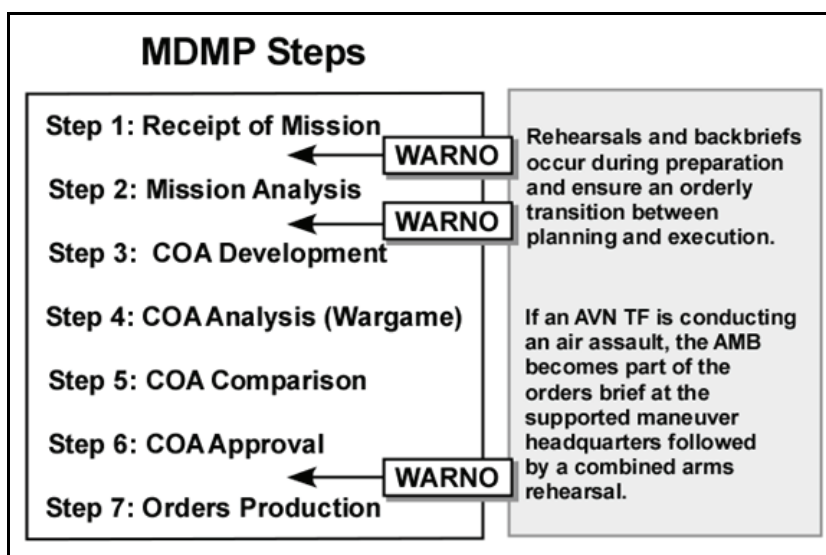 MDMP Steps
Step 1: Receipt of Mission
WARNO
Step 2: Mission Analysis
WARNO
Step 3: COA Development
Step 4: COA Analysis (Wargame)
Step 5: COA Comparison
Step 6: COA Approval
WARNO
Step 7: Orders Production
Rehearsals and backbriefs
occur during preparation
and ensure an orderly
transition between
planning and execution.
If an AVN TF is conducting
an air assault, the AMB
becomes part of the
orders brief at the
supported maneuver
headquarters followed
by a combined arms
rehearsal.